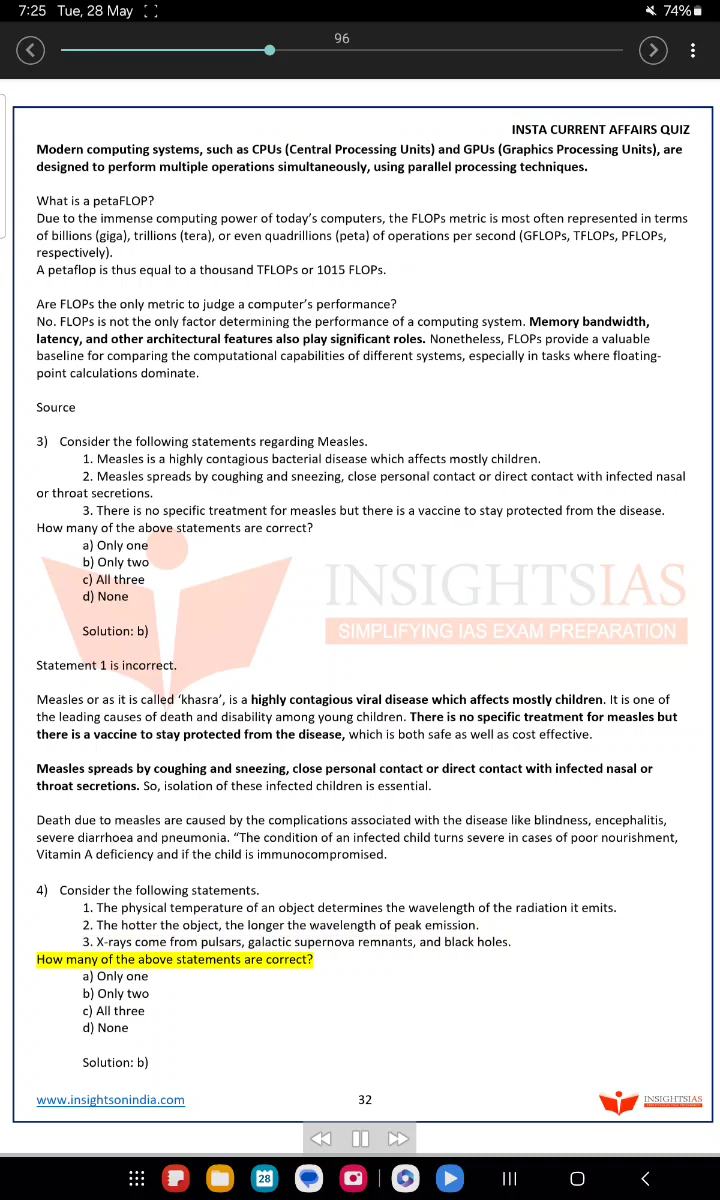 7:25 Tue, 28 May
74%
96
INSTA CURRENT AFFAIRS QUIZ
Modern computing systems, such as CPUs (Central Processing Units) and GPUs (Graphics Processing Units), are
designed to perform multiple operations simultaneously, using parallel processing techniques.
What is a petaFLOP?
Due to the immense computing power of today's computers, the FLOPs metric is most often represented in terms
of billions (giga), trillions (tera), or even quadrillions (peta) of operations per second (GFLOPs, TFLOPs, PFLOPs,
respectively).
A petaflop is thus equal to a thousand TFLOPs or 1015 FLOPs.
Are FLOPs the only metric to judge a computer's performance?
No. FLOPs is not the only factor determining the performance of a computing system. Memory bandwidth,
latency, and other architectural features also play significant roles. Nonetheless, FLOPs provide a valuable
baseline for comparing the computational capabilities of different systems, especially in tasks where floating-
point calculations dominate.
Source
3) Consider the following statements regarding Measles.
1. Measles is a highly contagious bacterial disease which affects mostly children.
2. Measles spreads by coughing and sneezing, close personal contact or direct contact with infected nasal
or throat secretions.
3. There is no specific treatment for measles but there is a vaccine to stay protected from the disease.
How many of the above statements are correct?
a) Only one
b) Only two
c) All three
d) None
INSIGHTSIAS
SIMPLIFYING IAS EXAM PREPARATION
Solution: b)
Statement 1 is incorrect.
Measles or as it is called 'khasra', is a highly contagious viral disease which affects mostly children. It is one of
the leading causes of death and disability among young children. There is no specific treatment for measles but
there is a vaccine to stay protected from the disease, which is both safe as well as cost effective.
Measles spreads by coughing and sneezing, close personal contact or direct contact with infected nasal or
throat secretions. So, isolation of these infected children is essential.
Death due to measles are caused by the complications associated with the disease like blindness, encephalitis,
severe diarrhoea and pneumonia. "The condition of an infected child turns severe in cases of poor nourishment,
Vitamin A deficiency and if the child is immunocompromised.
4) Consider the following statements.
1. The physical temperature of an object determines the wavelength of the radiation it emits.
2. The hotter the object, the longer the wavelength of peak emission.
3. X-rays come from pulsars, galactic supernova remnants, and black holes.
How many of the above statements are correct?
a) Only one
b) Only two
c) All three
d) None
Solution: b)
www.insightsonindia.com
32
INSIGHTSIAS
28